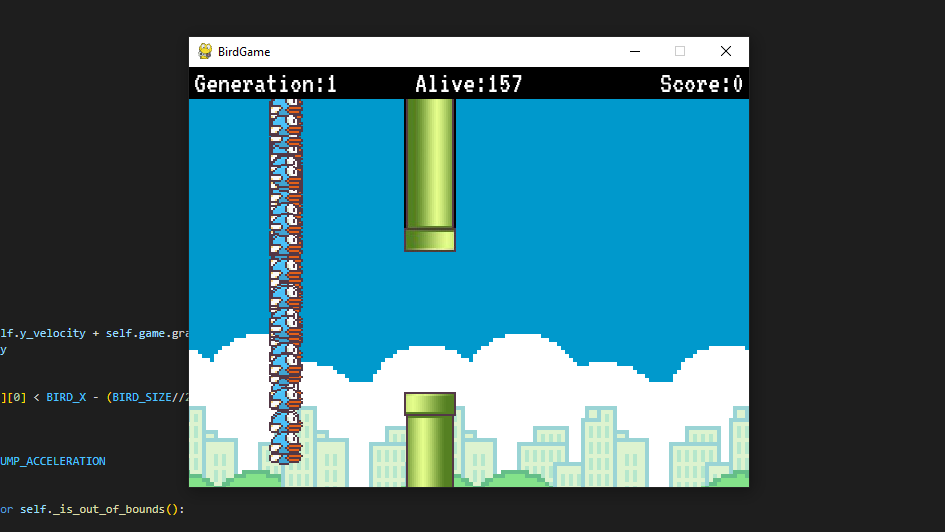 BirdGame
Generation:1 Alive:157 Score:0
lf.y_velocity + self.game.gra
y
][0] < BIRD_X - (BIRD_SIZE//2
UMP_ACCELERATION
or self._is_out_of_bounds():